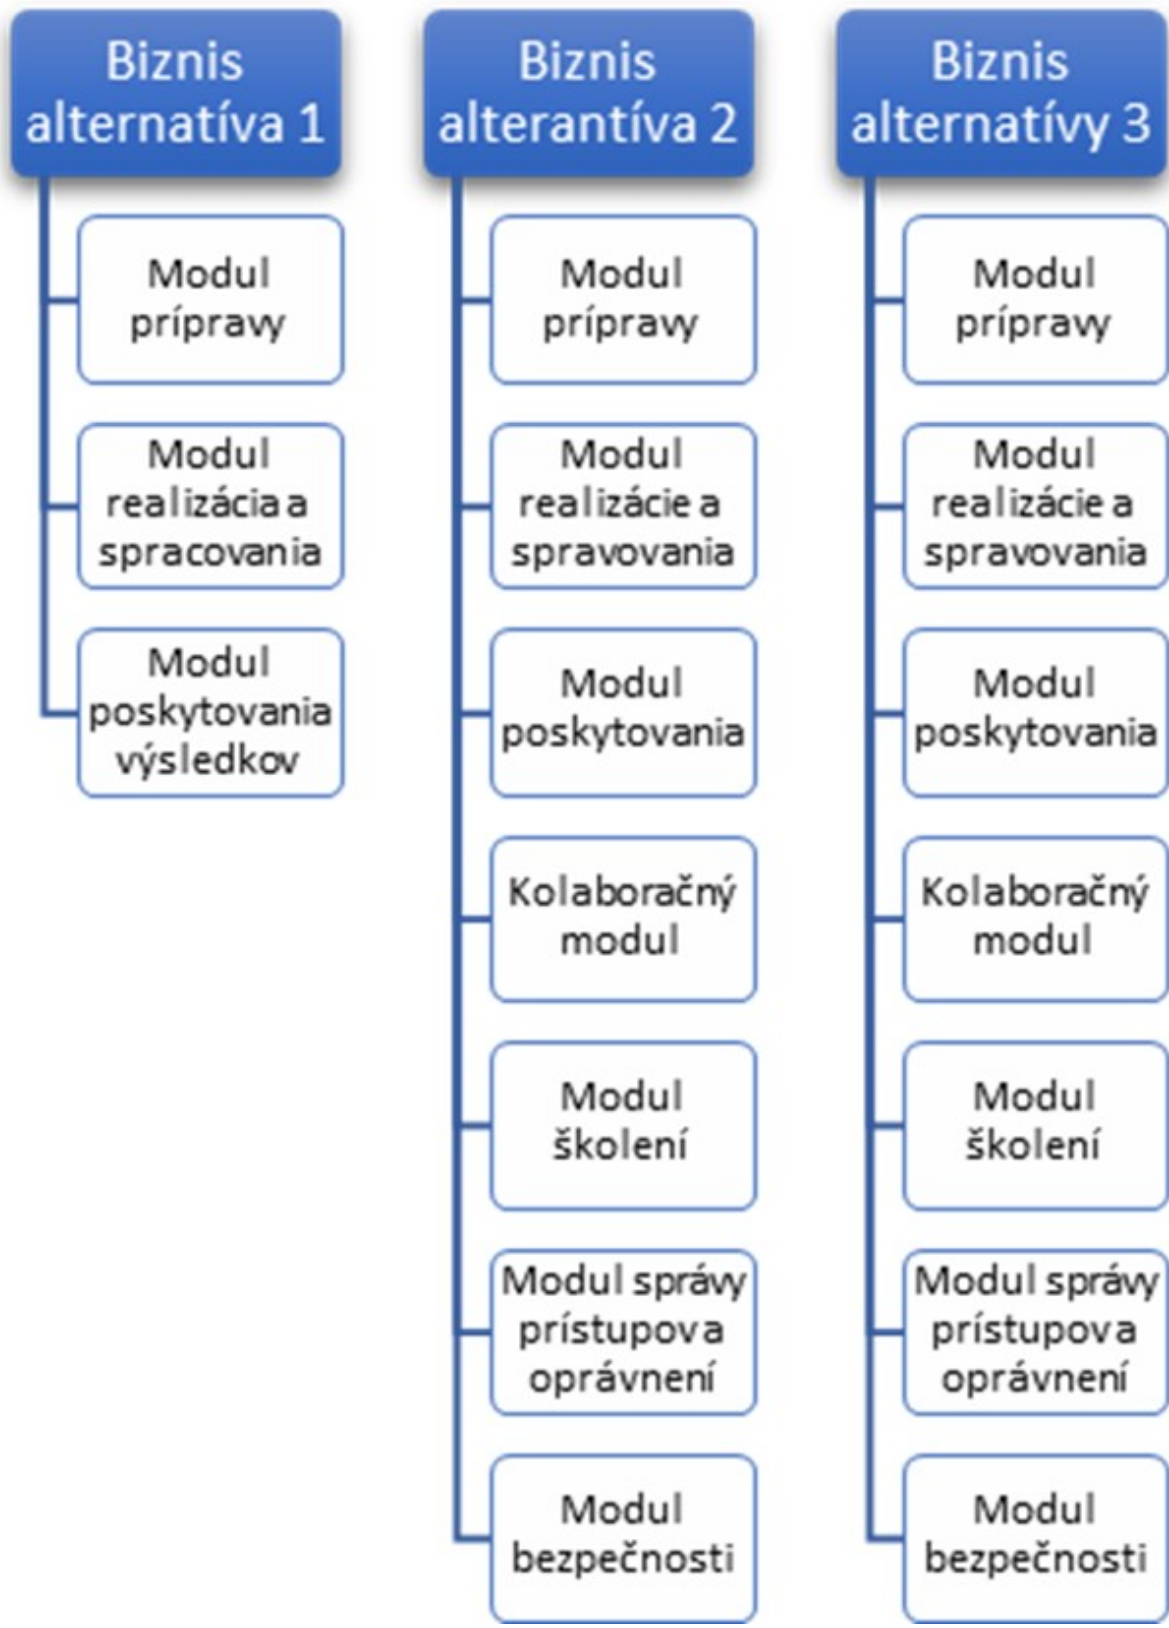 Biznis
alternatíva 1
Modul
prípravy
Modul
realizácia a
spracovania
Modul
poskytovania
výsledkov
Biznis
alterantíva 2
Modul
prípravy
Modul
realizácie a
spravovania
Modul
poskytovania
Kolaboračný
modul
Modul
školení
Modul správy
prístupov a
oprávnení
Modul
bezpečnosti
Biznis
alternatívy 3
Modul
prípravy
Modul
realizácie a
spravovania
Modul
poskytovania
Kolaboračný
modul
Modul
školení
Modul správy
prístupov a
oprávnení
Modul
bezpečnosti